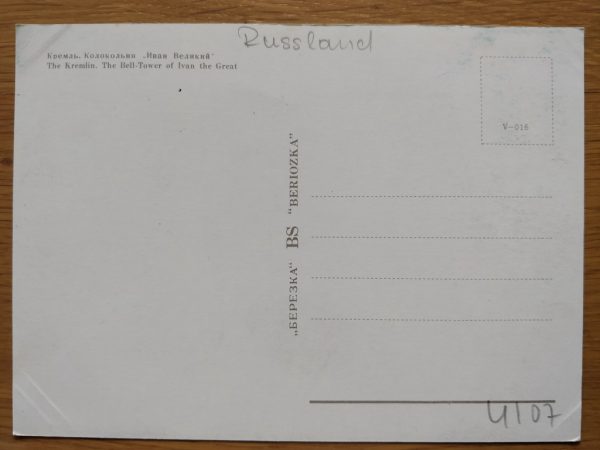 Russland
Кремль. Колокольня „Иван Великий“
The Kremlin. The Bell-Tower of Ivan the Great
V-016
„БЕРЕЗКА“ BS “BERIOZKA”
4107